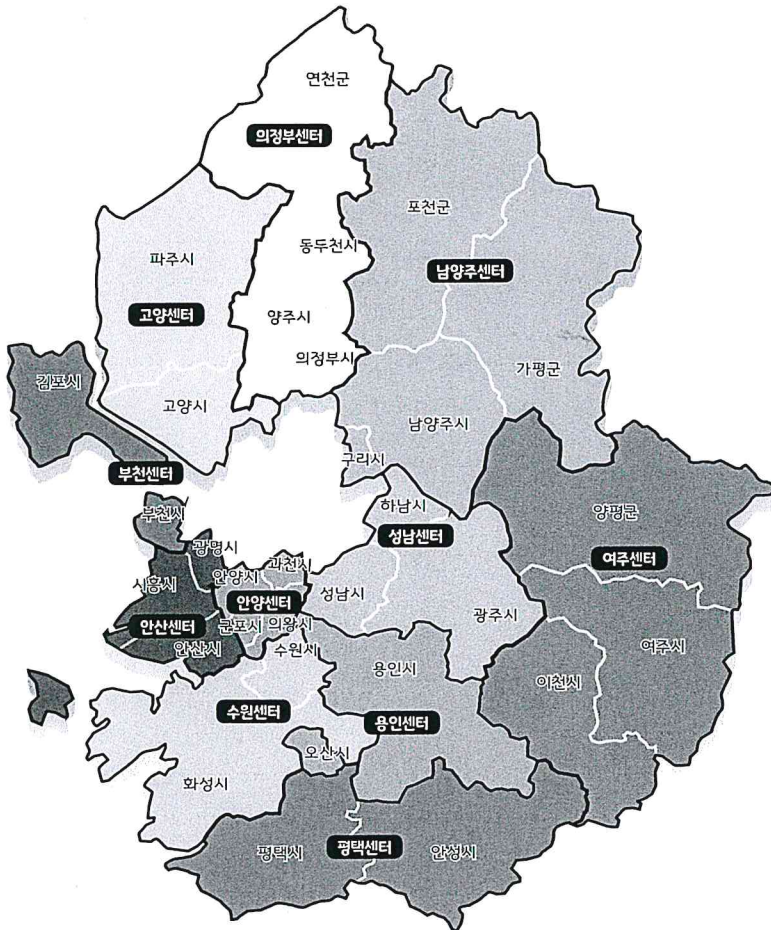 연천군
의정부센터
포천군
동두천시
파주시
남양주센터
고양센터
양주시
의정부시
가평군
김포시
고양시
남양주시
구리시
부천센터
하남시
양평군
부천시
성남센터
광명시
여주센터
과천시
안양시
시흥시
성남시
안양센터
광주시
안산센터
군포시
의왕시
여주시
안산시
수원시
용인시
이천시
수원센터
용인센터
오산시
화성시
평택시
평택센터
안성시